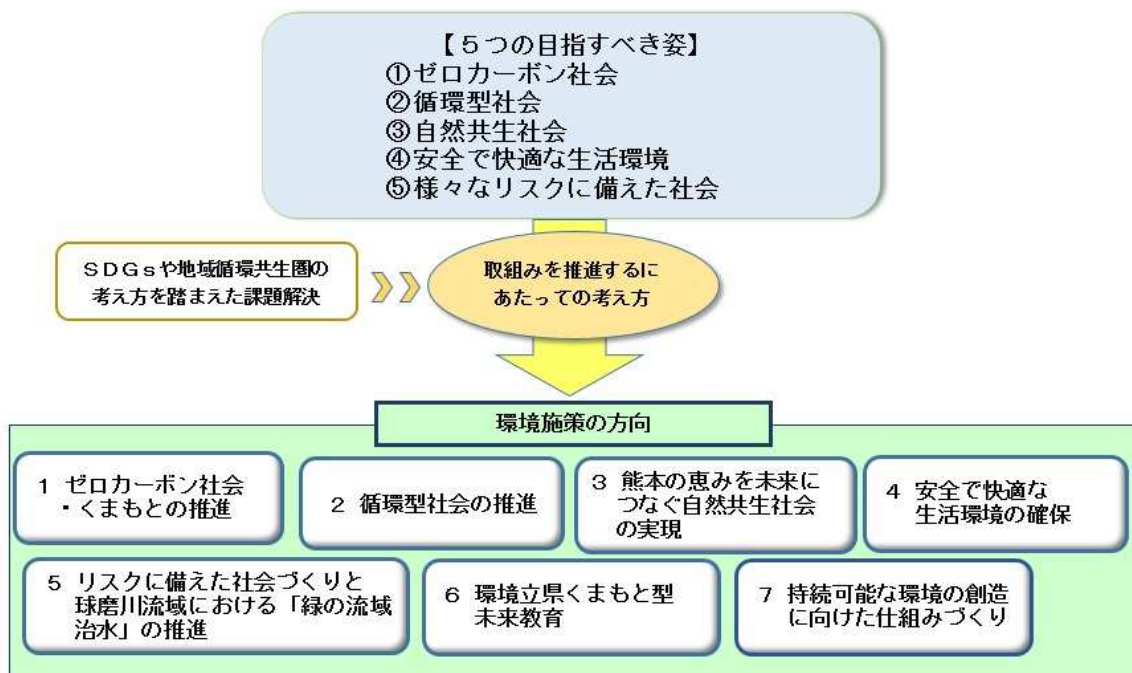 【５つの目指すべき姿】
①ゼロカーボン社会
②循環型社会
③自然共生社会
④安全で快適な生活環境
⑤様々なリスクに備えた社会
ＳＤＧｓや地域循環共生圏の
考え方を踏まえた課題解決
取組みを推進するに
あたっての考え方
環境施策の方向
１ ゼロカーボン社会
・くまもとの推進
２ 循環型社会の推進
３ 熊本の恵みを未来に
つなぐ自然共生社会
の実現
４ 安全で快適な
生活環境の確保
５ リスクに備えた社会づくりと
球磨川流域における「緑の流域
治水」の推進
６ 環境立県くまもと型
未来教育
７ 持続可能な環境の創造
に向けた仕組みづくり